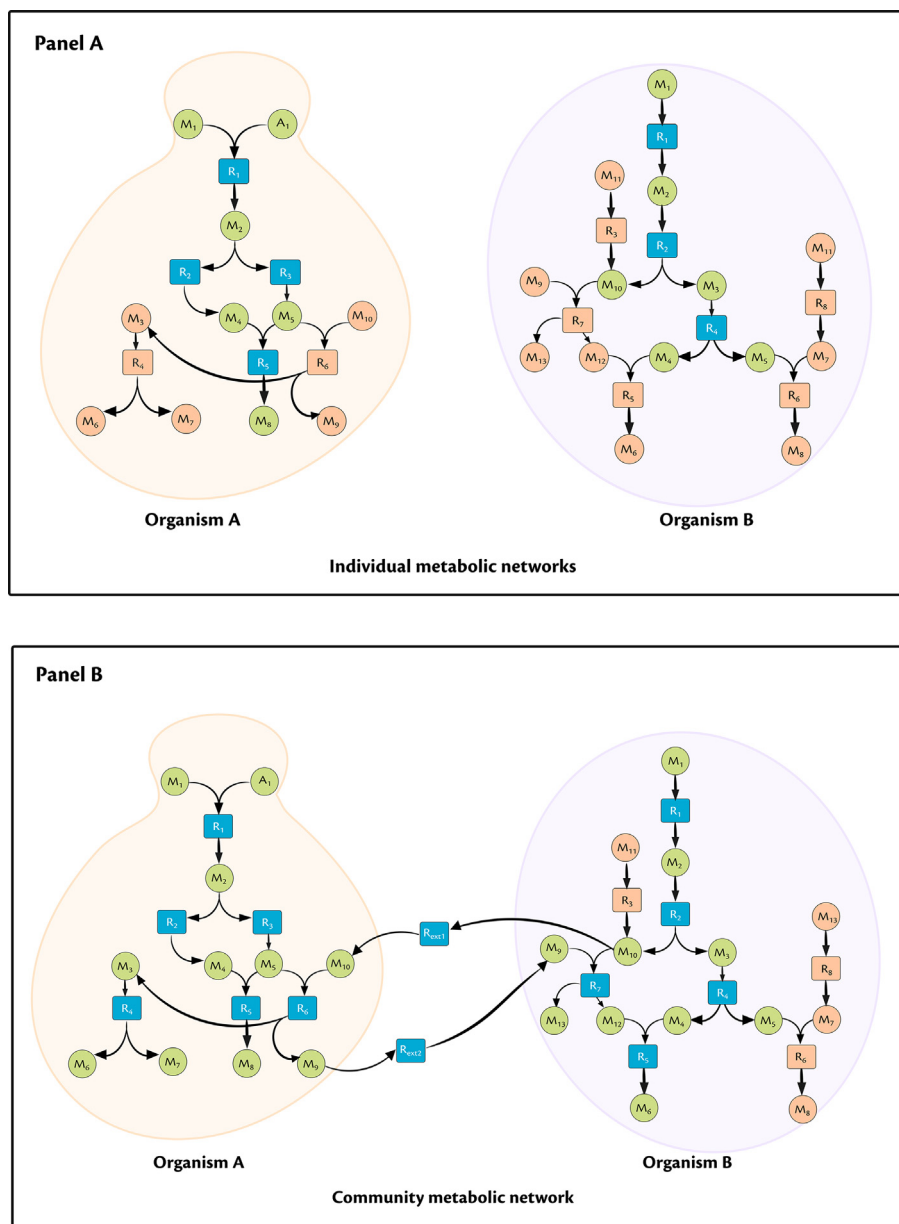 Panel A
M₁
M₁ A₁
R₁
R₁
M₁₁
M₂
M₂
R₃
R₂
M₁₁
R₂ R₃
M₉ M₁₀ M₃
R₈
M₃ M₄ M₅ M₁₀
R₇ R₄
R₄ R₅ R₆
M₁₃ M₁₂ M₄ M₅ M₇
R₅ R₆
M₆ M₇ M₈ M₉
M₆ M₈
Organism A Organism B
Individual metabolic networks
Panel B
M₁
M₁ A₁
R₁
R₁
M₁₁
M₂
M₂
R₃
R₂
M₁₃
R₂ R₃
Rₑₓₜ₁
M₉ M₁₀ M₃
M₃ M₄ M₅ M₁₀
R₈
R₇ R₄
R₄ R₅ R₆
M₁₃ M₁₂ M₄ M₅ M₇
Rₑₓₜ₂
R₅ R₆
M₆ M₇ M₈ M₉
M₆ M₈
Organism A Organism B
Community metabolic network